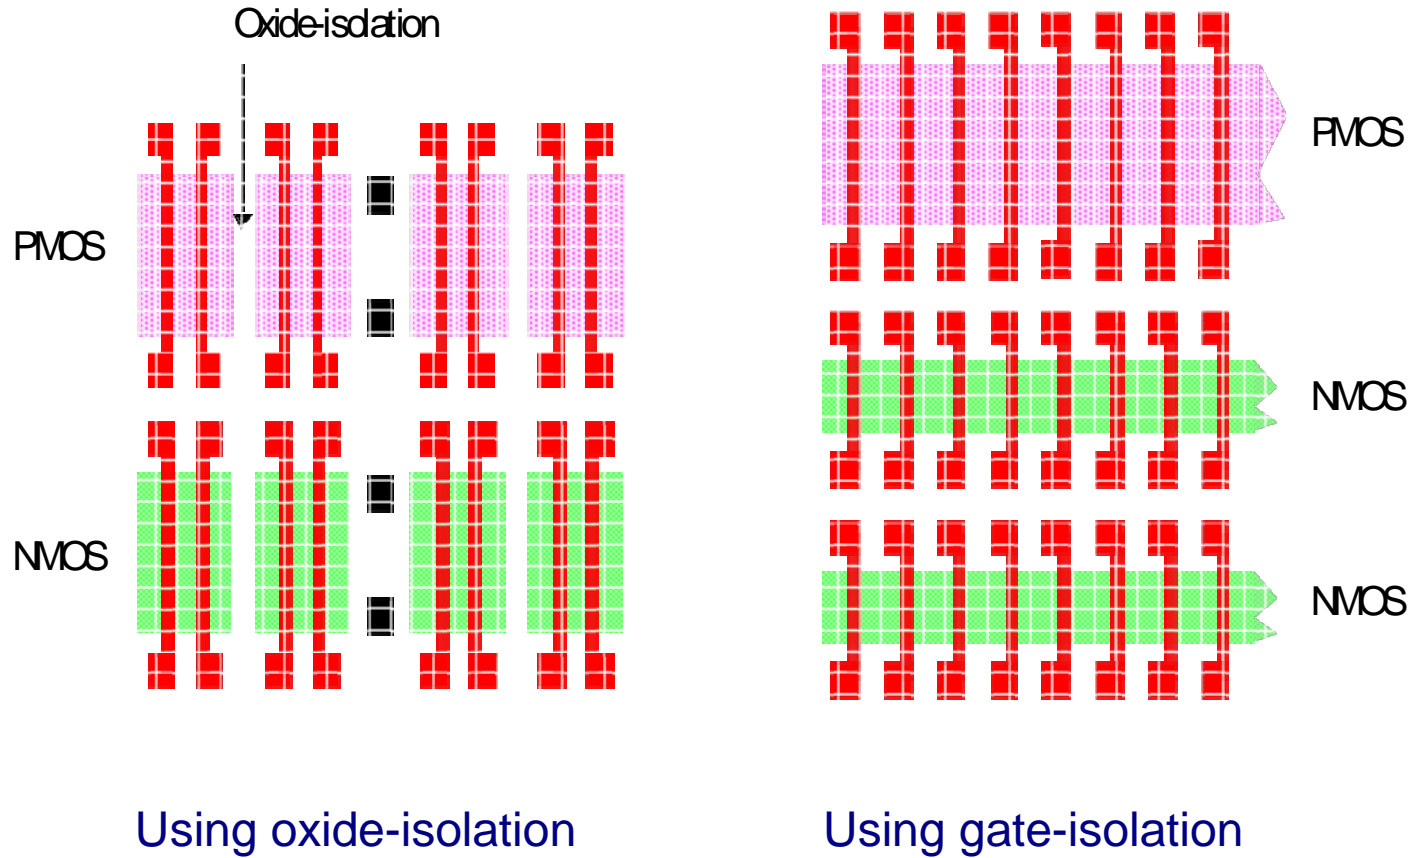 Oxide-isolation
PMOS
NMOS
Using oxide-isolation
PMOS
NMOS
NMOS
Using gate-isolation